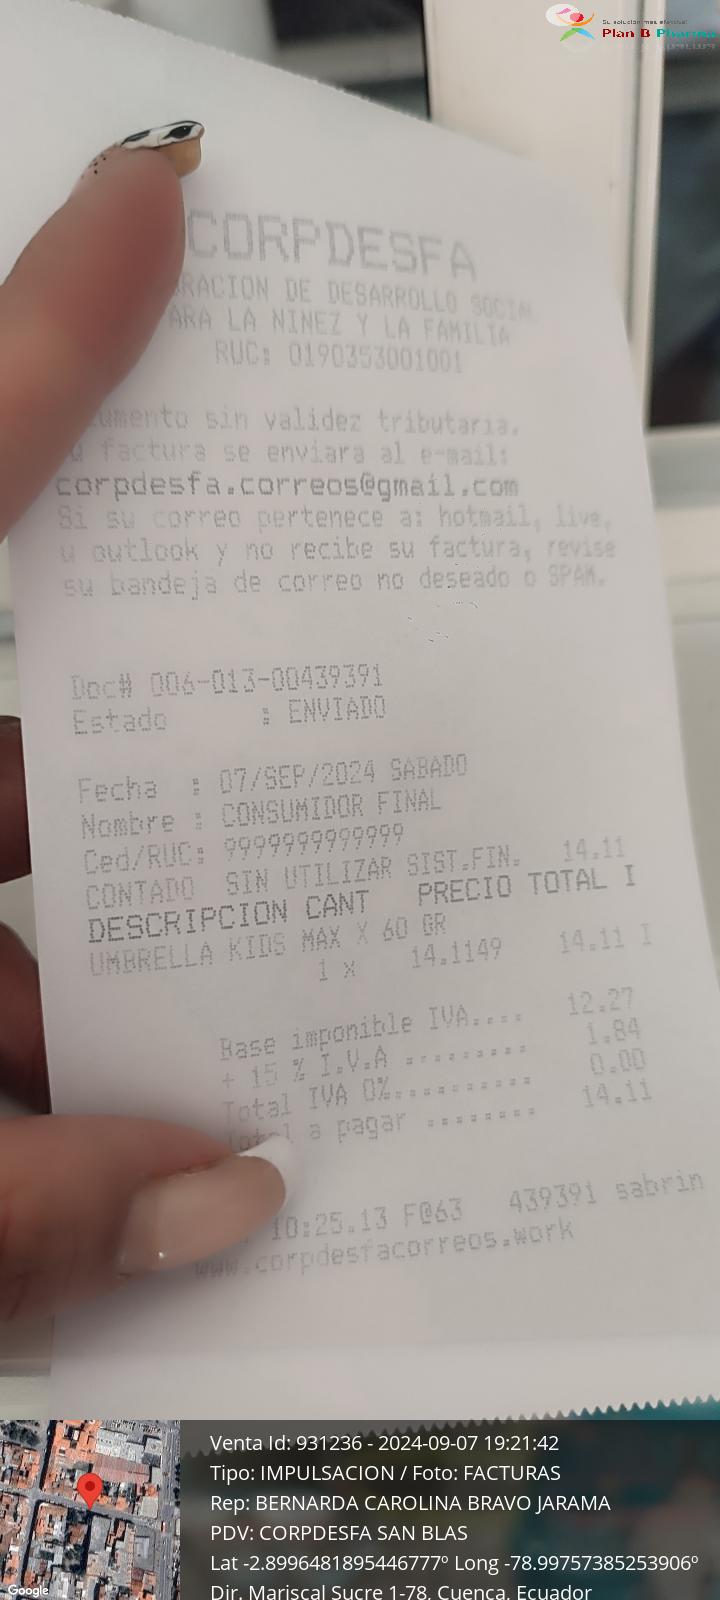 Su solucion mas efectiva!
Plan B Pharma
CORPDESFA
RACION DE DESARROLLO SOCIAL
ARA LA NINEZ Y LA FAMILIA
RUC: 0190353001001
umento sin validez tributaria.
u factura se enviara al e-mail:
corpdesfa.correos@gmail.com
Si su correo pertenece a: hotmail, live,
u outlook y no recibe su factura, revise
su bandeja de correo no deseado o SPAM.
Doc# 006-013-00439391
Estado : ENVIADO
Fecha : 07/SEP/2024 SABADO
Nombre : CONSUMIDOR FINAL
Ced/RUC: 9999999999999
CONTADO SIN UTILIZAR SIST.FIN. 14.11
DESCRIPCION CANT PRECIO TOTAL I
UMBRELLA KIDS MAX X 60 GR
1 x 14.1149 14.11 I
Base imponible IVA.... 12.27
+ 15 % I.V.A ......... 1.84
Total IVA 0%.......... 0.00
Total a pagar ........ 14.11
10:25.13 F@63 439391 sabrin
www.corpdesfacorreos.work
Google
Venta Id: 931236 - 2024-09-07 19:21:42
Tipo: IMPULSACION / Foto: FACTURAS
Rep: BERNARDA CAROLINA BRAVO JARAMA
PDV: CORPDESFA SAN BLAS
Lat -2.8996481895446777º Long -78.99757385253906º
Dir. Mariscal Sucre 1-78, Cuenca, Ecuador